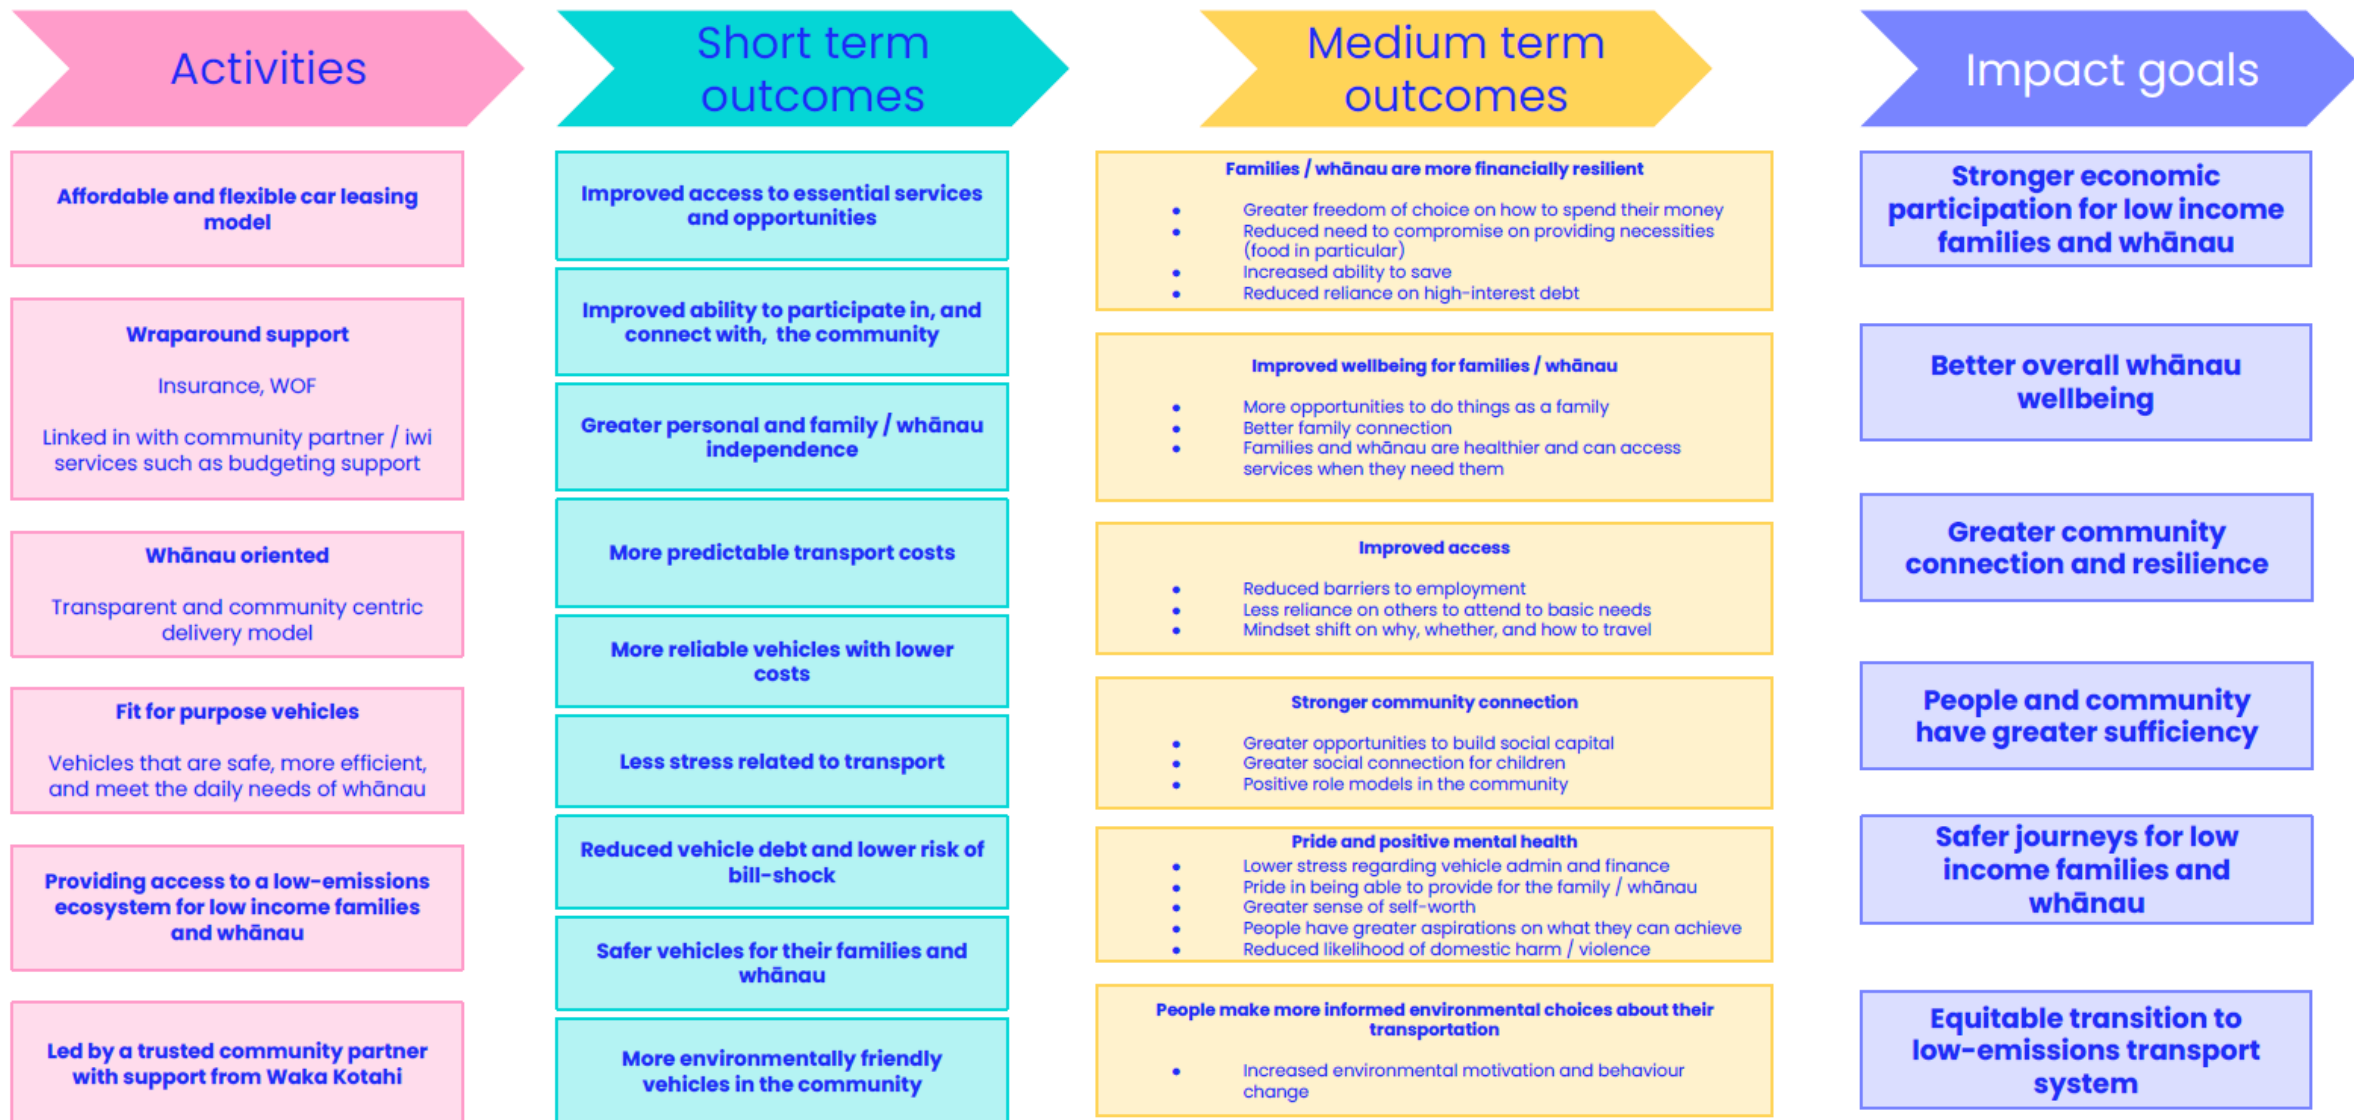 Activities
Affordable and flexible car leasing
model
Wraparound support
Insurance, WOF
Linked in with community partner / iwi
services such as budgeting support
Whānau oriented
Transparent and community centric
delivery model
Fit for purpose vehicles
Vehicles that are safe, more efficient,
and meet the daily needs of whānau
Providing access to a low-emissions
ecosystem for low income families
and whānau
Led by a trusted community partner
with support from Waka Kotahi
Short term
outcomes
Improved access to essential services
and opportunities
Improved ability to participate in, and
connect with, the community
Greater personal and family / whānau
independence
More predictable transport costs
More reliable vehicles with lower
costs
Less stress related to transport
Reduced vehicle debt and lower risk of
bill-shock
Safer vehicles for their families and
whānau
More environmentally friendly
vehicles in the community
Medium term
outcomes
Families / whānau are more financially resilient
● Greater freedom of choice on how to spend their money
● Reduced need to compromise on providing necessities
(food in particular)
● Increased ability to save
● Reduced reliance on high-interest debt
Improved wellbeing for families / whānau
● More opportunities to do things as a family
● Better family connection
● Families and whānau are healthier and can access
services when they need them
Improved access
● Reduced barriers to employment
● Less reliance on others to attend to basic needs
● Mindset shift on why, whether, and how to travel
Stronger community connection
● Greater opportunities to build social capital
● Greater social connection for children
● Positive role models in the community
Pride and positive mental health
● Lower stress regarding vehicle admin and finance
● Pride in being able to provide for the family / whānau
● Greater sense of self-worth
● People have greater aspirations on what they can achieve
● Reduced likelihood of domestic harm / violence
People make more informed environmental choices about their
transportation
● Increased environmental motivation and behaviour
change
Impact goals
Stronger economic
participation for low income
families and whānau
Better overall whānau
wellbeing
Greater community
connection and resilience
People and community
have greater sufficiency
Safer journeys for low
income families and
whānau
Equitable transition to
low-emissions transport
system